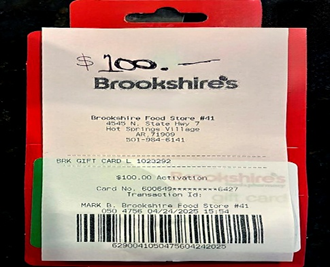 $ 100.—
Brookshire's
Brookshire Food Store #41
4545 N. State Hwy 7
Hot Springs Village
AR,71909
501-984-6141
BRK GIFT CARD L 1023292
$100.00 Activation
Card No. 600649*********6427
Transaction Id:
MARK B. Brookshire Food Store #41
050 4756 04/24/2025 15:54
6290041050475604242025